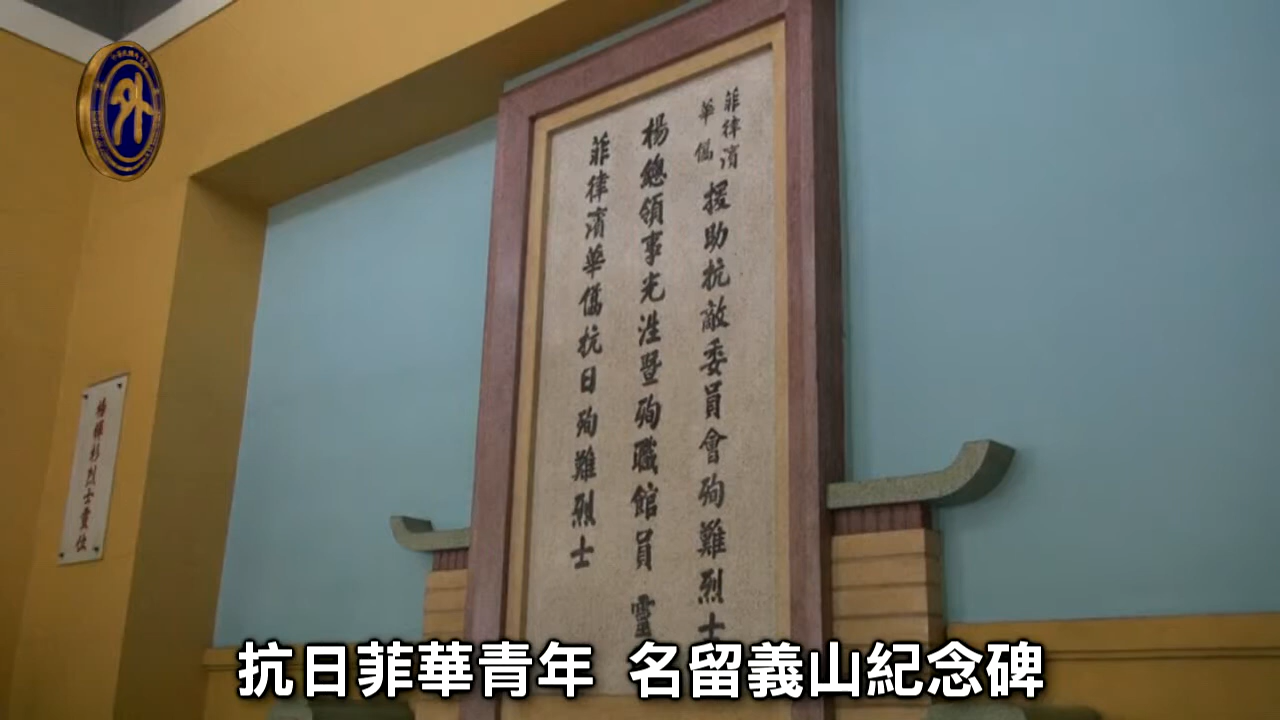 外
菲律濱
華僑
援助抗敵委員會殉難烈士
楊總領事光泩暨殉職館員 靈
菲律濱華僑抗日殉難烈士
烈士靈位
抗日菲華青年 名留義山紀念碑